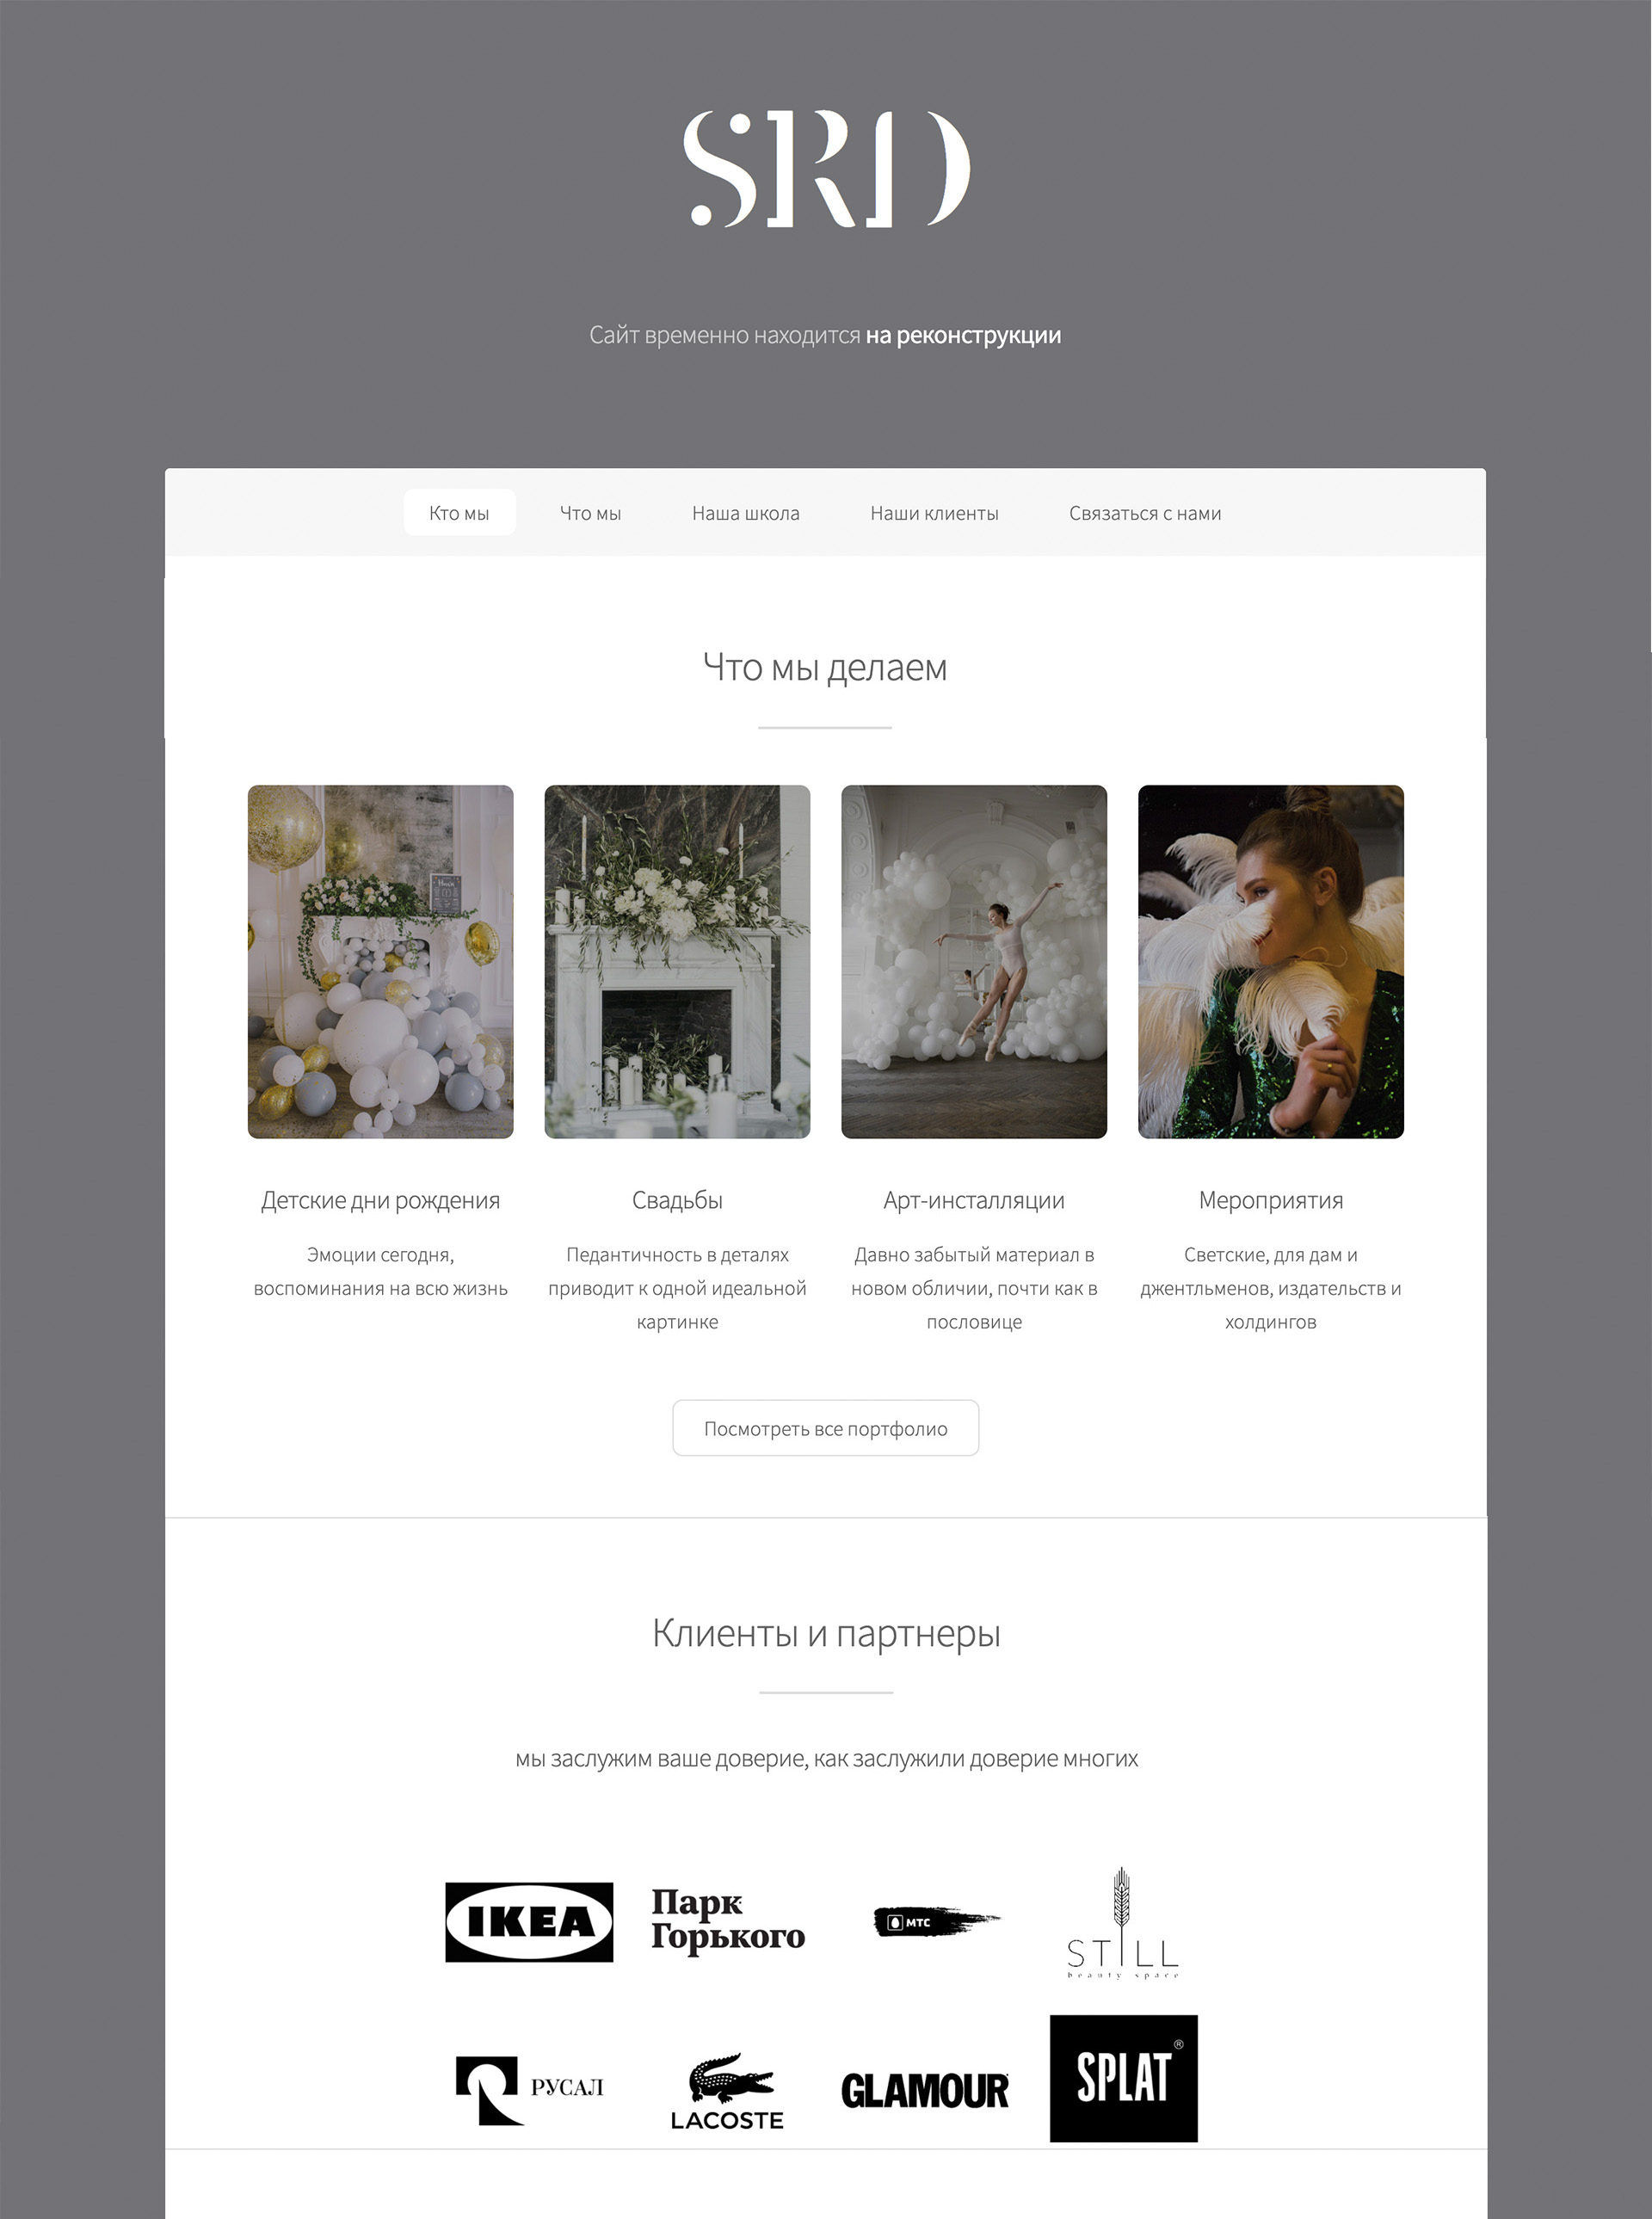 SRD
Сайт временно находится на реконструкции
Кто мы Что мы Наша школа Наши клиенты Связаться с нами
Что мы делаем
Детские дни рождения
Эмоции сегодня,
воспоминания на всю жизнь
Свадьбы
Педантичность в деталях
приводит к одной идеальной
картинке
Арт-инсталляции
Давно забытый материал в
новом обличии, почти как в
пословице
Мероприятия
Светские, для дам и
джентльменов, издательств и
холдингов
Посмотреть все портфолио
Клиенты и партнеры
мы заслужим ваше доверие, как заслужили доверие многих
IKEA
Парк
Горького
МТС
STILL
beauty space
РУСАЛ
LACOSTE
GLAMOUR
SPLAT®